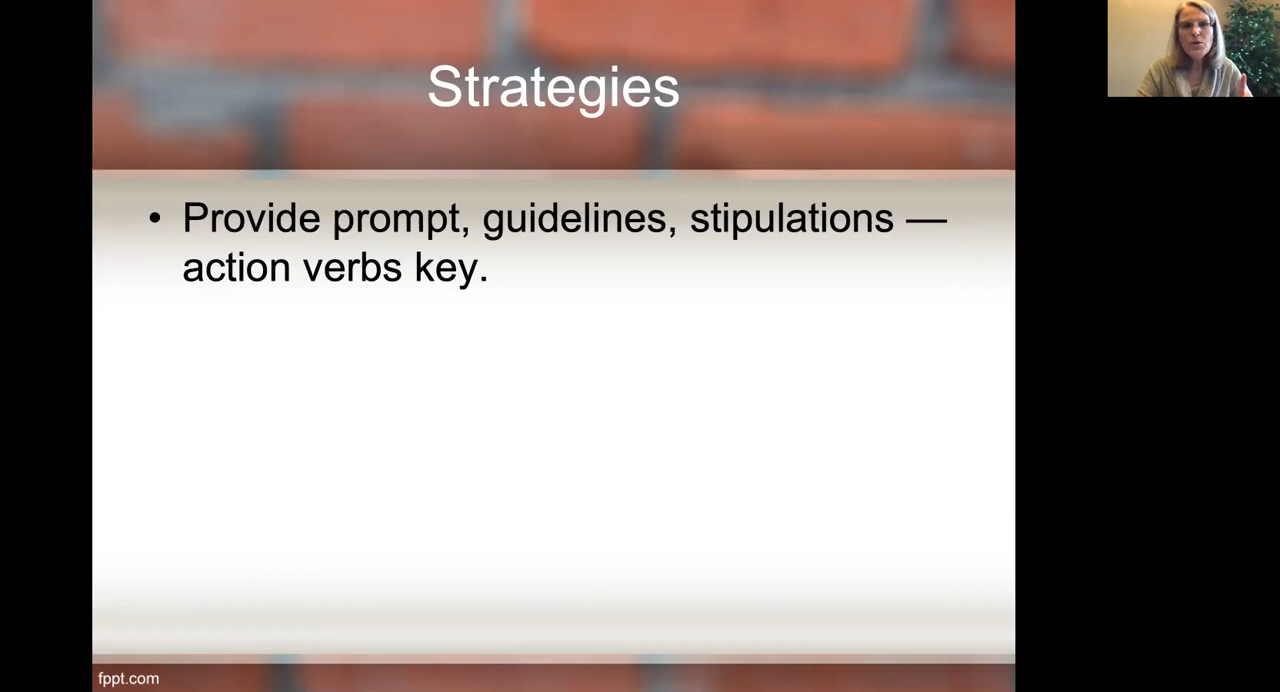 Strategies
• Provide prompt, guidelines, stipulations —
action verbs key.
fppt.com